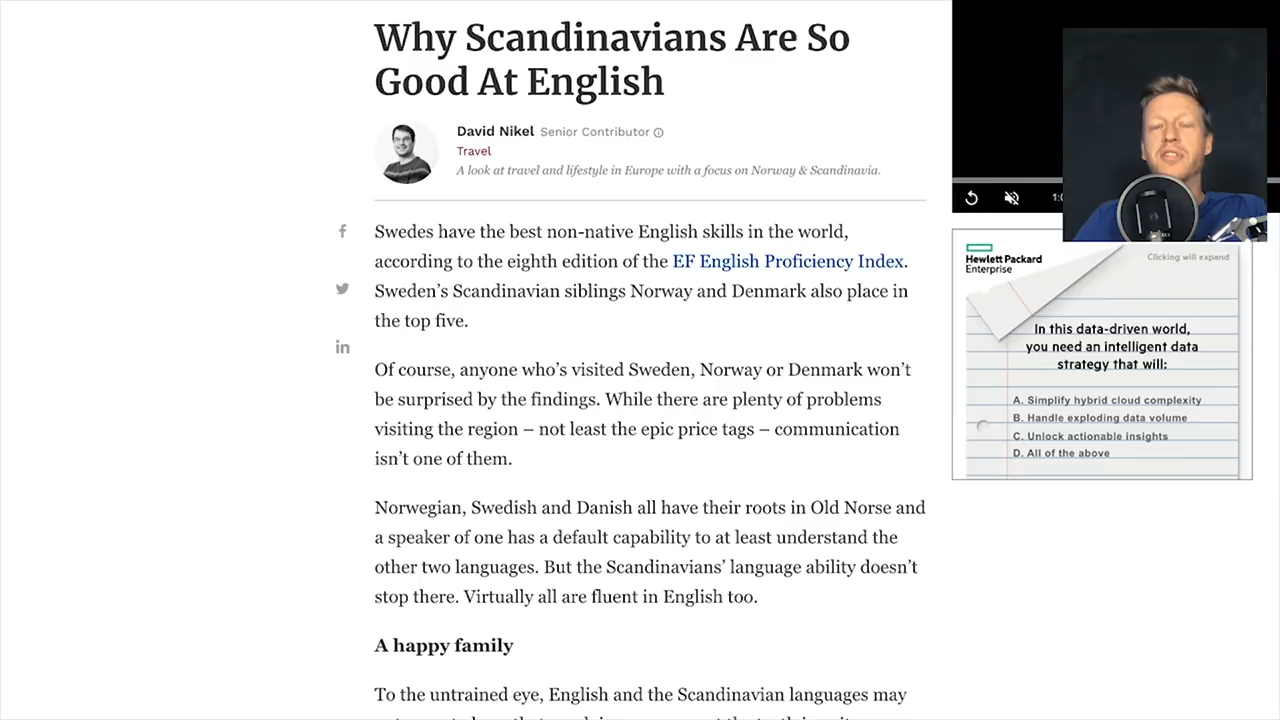 Why Scandinavians Are So
Good At English
David Nikel Senior Contributor
Travel
A look at travel and lifestyle in Europe with a focus on Norway & Scandinavia.
Swedes have the best non-native English skills in the world,
according to the eighth edition of the EF English Proficiency Index.
Sweden’s Scandinavian siblings Norway and Denmark also place in
the top five.
Of course, anyone who’s visited Sweden, Norway or Denmark won’t
be surprised by the findings. While there are plenty of problems
visiting the region – not least the epic price tags – communication
isn’t one of them.
Norwegian, Swedish and Danish all have their roots in Old Norse and
a speaker of one has a default capability to at least understand the
other two languages. But the Scandinavians’ language ability doesn’t
stop there. Virtually all are fluent in English too.
A happy family
To the untrained eye, English and the Scandinavian languages may
Hewlett Packard
Enterprise
Clicking will expand
In this data-driven world,
you need an intelligent data
strategy that will:
A. Simplify hybrid cloud complexity
B. Handle exploding data volume
C. Unlock actionable insights
D. All of the above